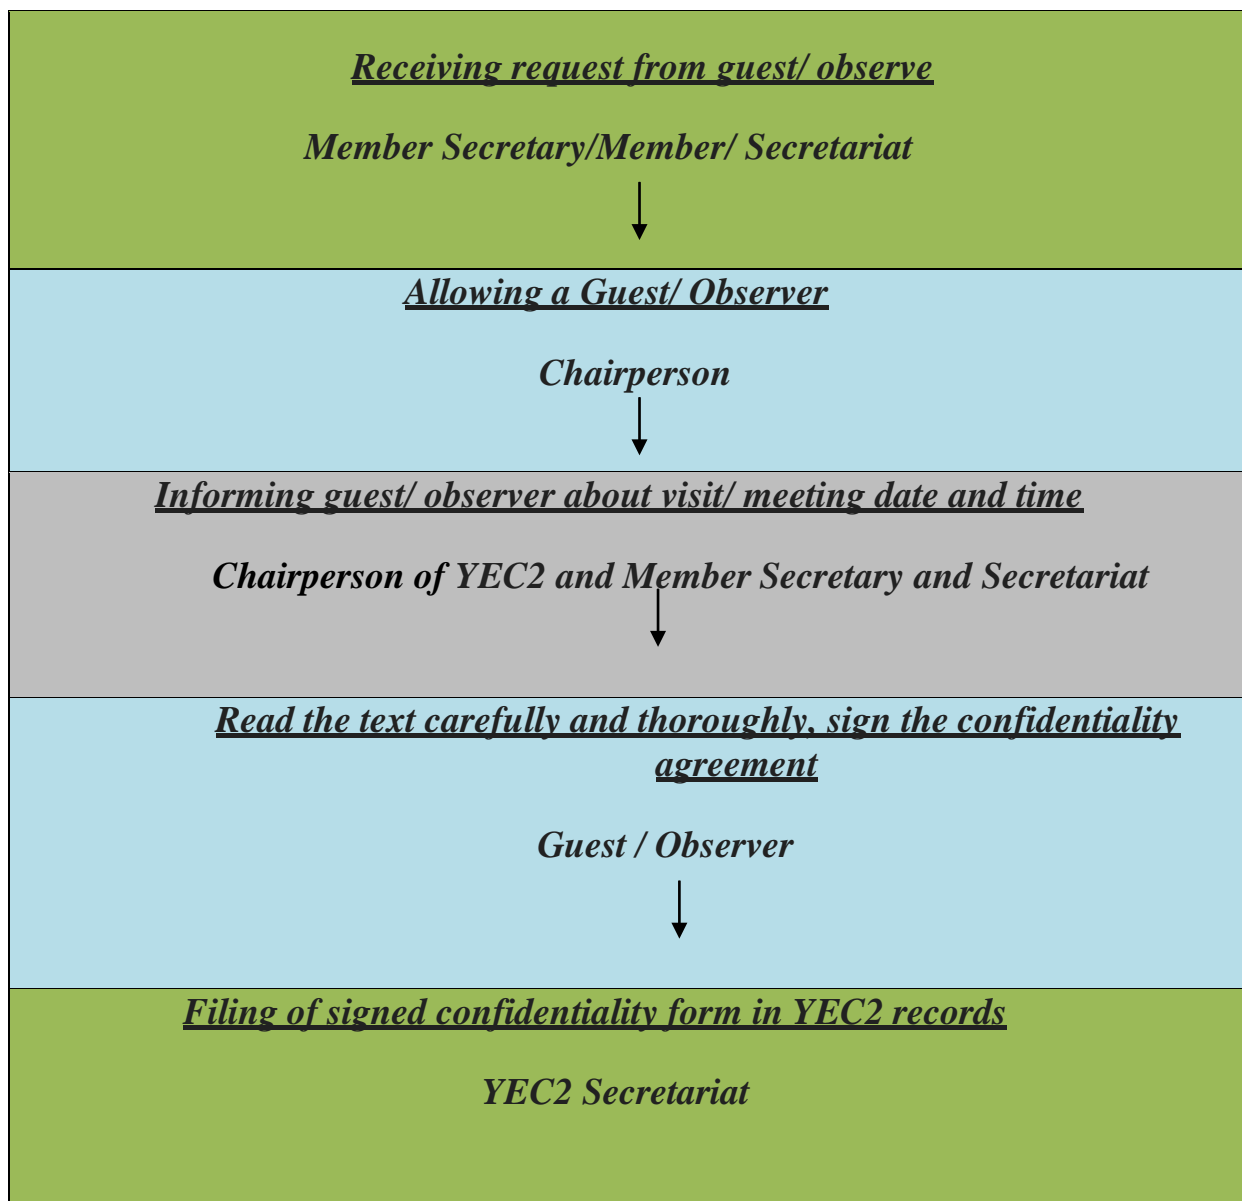 Receiving request from guest/ observe
Member Secretary/Member/ Secretariat
Allowing a Guest/ Observer
Chairperson
Informing guest/ observer about visit/ meeting date and time
Chairperson of YEC2 and Member Secretary and Secretariat
Read the text carefully and thoroughly, sign the confidentiality
agreement
Guest / Observer
Filing of signed confidentiality form in YEC2 records
YEC2 Secretariat